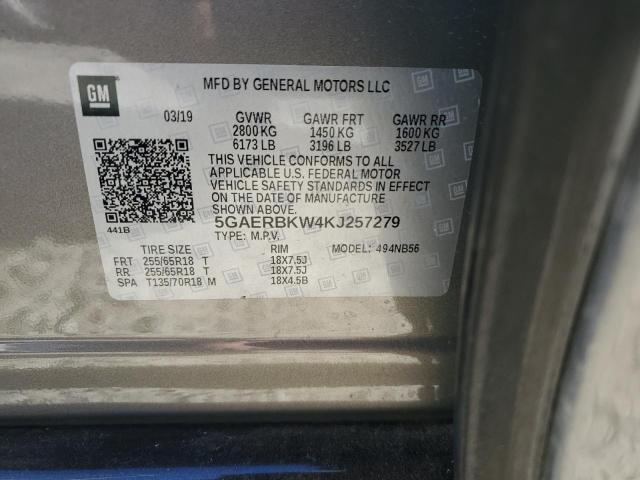 GM
MFD BY GENERAL MOTORS LLC
03/19 GVWR GAWR FRT GAWR RR
2800 KG 1450 KG 1600 KG
6173 LB 3196 LB 3527 LB
THIS VEHICLE CONFORMS TO ALL
APPLICABLE U.S. FEDERAL MOTOR
VEHICLE SAFETY STANDARDS IN EFFECT
ON THE DATE OF MANUFACTURE
SHOWN ABOVE.
5GAERBKW4KJ257279
441B TYPE: M.P.V.
TIRE SIZE RIM MODEL: 494NB56
FRT 255/65R18 T 18X7.5J
RR 255/65R18 T 18X7.5J
SPA T135/70R18 M 18X4.5B